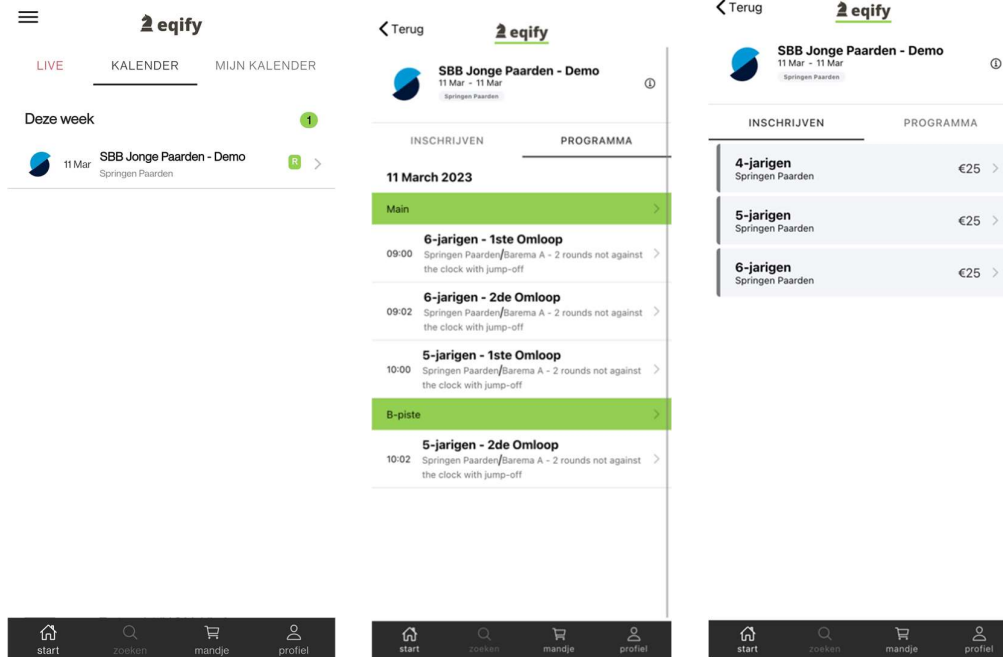 eqify
LIVE KALENDER MIJN KALENDER
Deze week 1
11 Mar SBB Jonge Paarden - Demo R
Springen Paarden
start zoeken mandje profiel
Terug
eqify
SBB Jonge Paarden - Demo
11 Mar - 11 Mar
Springen Paarden
INSCHRIJVEN PROGRAMMA
11 March 2023
Main
6-jarigen - 1ste Omloop
09:00 Springen Paarden/Barema A - 2 rounds not against
the clock with jump-off
6-jarigen - 2de Omloop
09:02 Springen Paarden/Barema A - 2 rounds not against
the clock with jump-off
5-jarigen - 1ste Omloop
10:00 Springen Paarden/Barema A - 2 rounds not against
the clock with jump-off
B-piste
5-jarigen - 2de Omloop
10:02 Springen Paarden/Barema A - 2 rounds not against
the clock with jump-off
start zoeken mandje profiel
Terug
eqify
SBB Jonge Paarden - Demo
11 Mar - 11 Mar
Springen Paarden
INSCHRIJVEN PROGRAMMA
4-jarigen €25
Springen Paarden
5-jarigen €25
Springen Paarden
6-jarigen €25
Springen Paarden
start zoeken mandje profiel